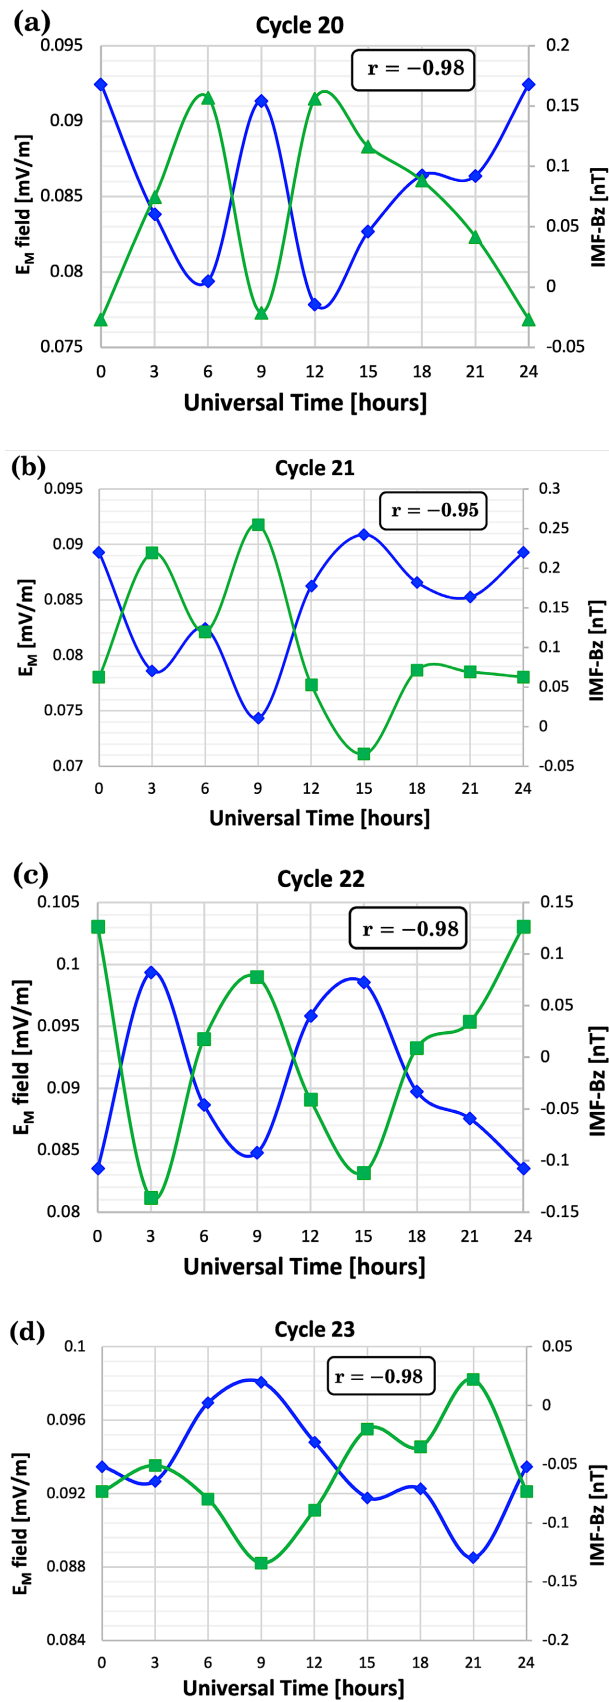 (a)
Cycle 20
0.095
0.09
0.085
0.08
0.075
E_M field [mV/m]
r = −0.98
0.2
0.15
0.1
0.05
0
-0.05
IMF-Bz [nT]
0 3 6 9 12 15 18 21 24
Universal Time [hours]
(b)
Cycle 21
0.095
0.09
0.085
0.08
0.075
0.07
E_M [mV/m]
r = −0.95
0.3
0.25
0.2
0.15
0.1
0.05
0
-0.05
IMF-Bz [nT]
0 3 6 9 12 15 18 21 24
Universal Time [hours]
(c)
Cycle 22
0.105
0.1
0.095
0.09
0.085
0.08
E_M field [mV/m]
r = −0.98
0.15
0.1
0.05
0
-0.05
-0.1
-0.15
IMF-Bz [nT]
0 3 6 9 12 15 18 21 24
Universal Time [hours]
(d)
Cycle 23
0.1
0.096
0.092
0.088
0.084
E_M field [mV/m]
r = −0.98
0.05
0
-0.05
-0.1
-0.15
-0.2
IMF-Bz [nT]
0 3 6 9 12 15 18 21 24
Universal Time [hours]